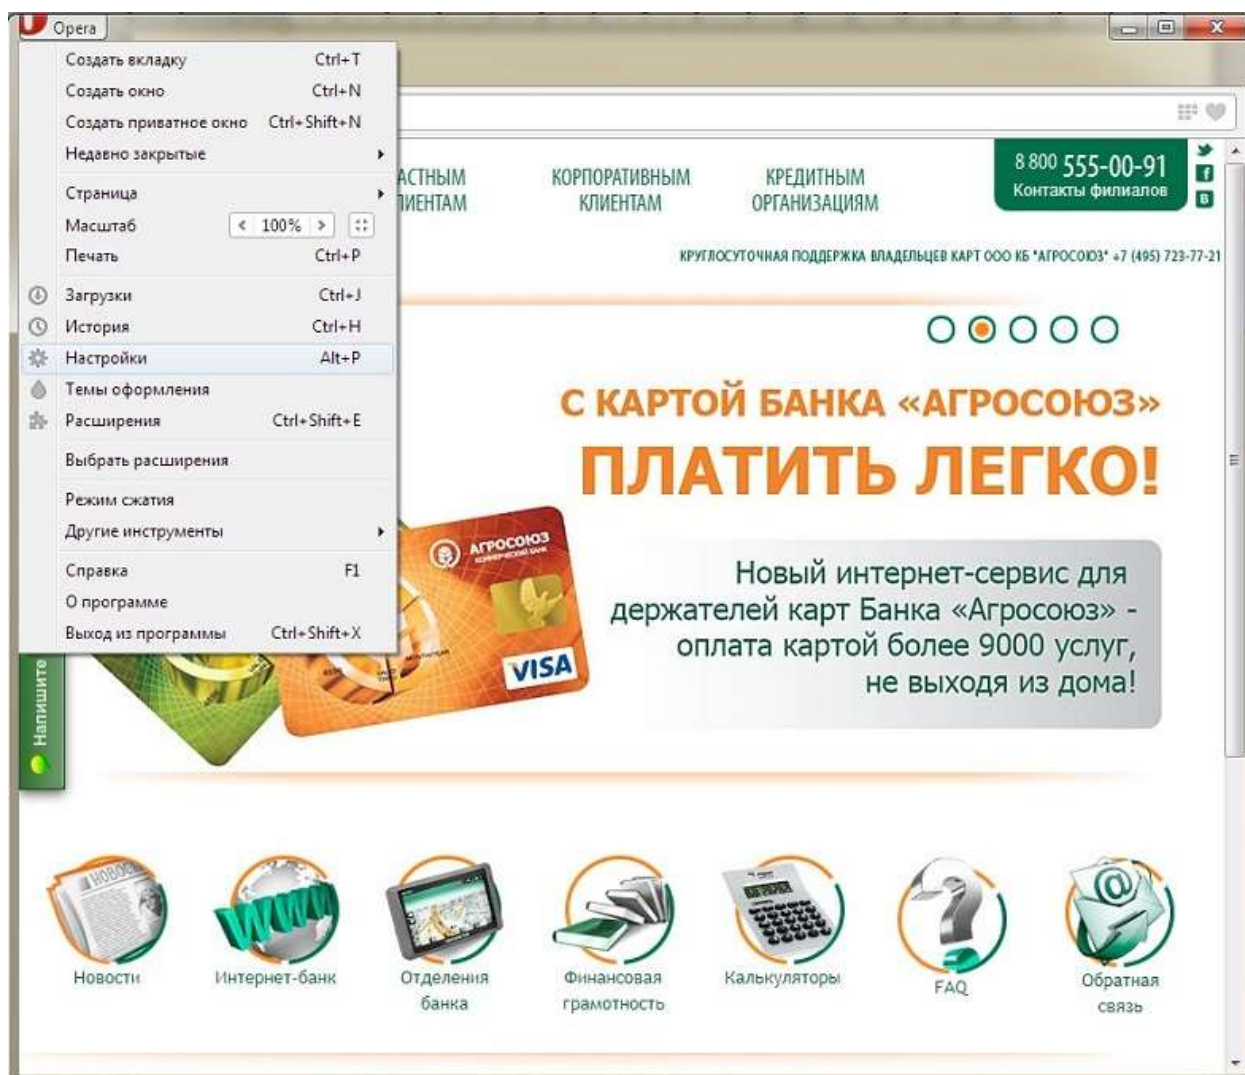 Opera
Создать вкладку Ctrl+T
Создать окно Ctrl+N
Создать приватное окно Ctrl+Shift+N
Недавно закрытые
Страница
Масштаб 100%
Печать Ctrl+P
Загрузки Ctrl+J
История Ctrl+H
Настройки Alt+P
Темы оформления
Расширения Ctrl+Shift+E
Выбрать расширения
Режим сжатия
Другие инструменты
Справка F1
О программе
Выход из программы Ctrl+Shift+X
АСТНЫМ
ЛИЕНТАМ
КОРПОРАТИВНЫМ
КЛИЕНТАМ
КРЕДИТНЫМ
ОРГАНИЗАЦИЯМ
8 800 555-00-91
Контакты филиалов
КРУГЛОСУТОЧНАЯ ПОДДЕРЖКА ВЛАДЕЛЬЦЕВ КАРТ ООО КБ "АГРОСОЮЗ" +7 (495) 723-77-21
С КАРТОЙ БАНКА «АГРОСОЮЗ»
ПЛАТИТЬ ЛЕГКО!
АГРОСОЮЗ
КОММЕРЧЕСКИЙ БАНК
VISA
Новый интернет-сервис для
держателей карт Банка «Агросоюз» -
оплата картой более 9000 услуг,
не выходя из дома!
Напишите
НОВОС
www
Новости
Интернет-банк
Отделения
банка
Финансовая
грамотность
Калькуляторы
FAQ
Обратная
связь